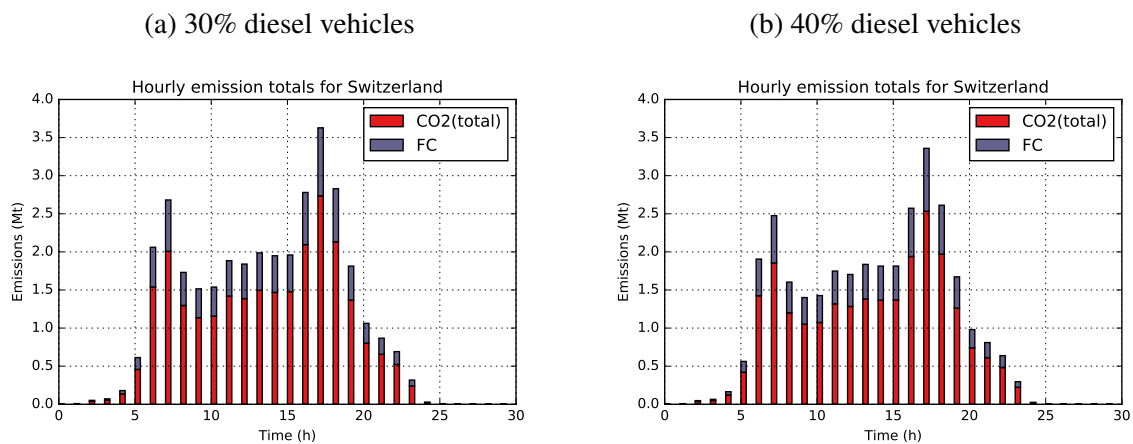 (a) 30% diesel vehicles
(b) 40% diesel vehicles
Hourly emission totals for Switzerland
CO2(total)
FC
Emissions (Mt)
4.0
3.5
3.0
2.5
2.0
1.5
1.0
0.5
0.0
0 5 10 15 20 25 30
Time (h)
Hourly emission totals for Switzerland
CO2(total)
FC
Emissions (Mt)
4.0
3.5
3.0
2.5
2.0
1.5
1.0
0.5
0.0
0 5 10 15 20 25 30
Time (h)